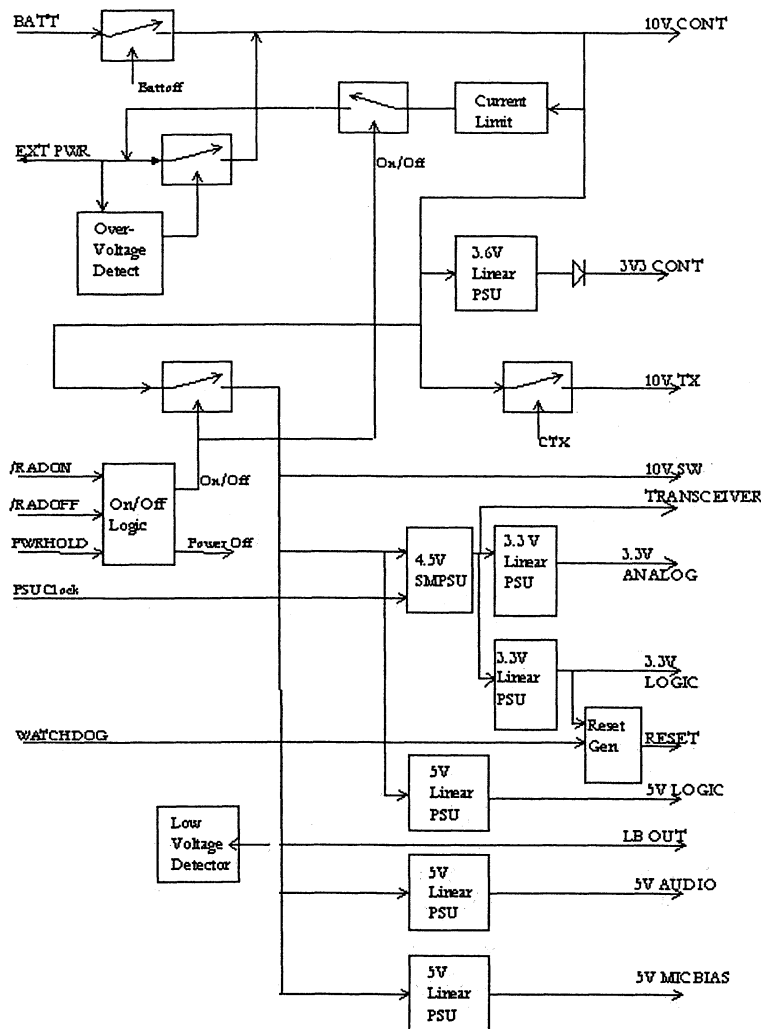 BATT
10V CONT
Battoff
Current
Limit
EXT PWR
On/Off
Over-
Voltage
Detect
3.6V
Linear
PSU
3V3 CONT
10V TX
CTX
/RADON
/RADOFF
PWRHOLD
On/Off
Logic
On/Off
Power Off
10V SW
TRANSCEIVER
PSU Clock
4.5V
SMPSU
3.3 V
Linear
PSU
3.3V
ANALOG
3.3V
Linear
PSU
3.3V
LOGIC
WATCHDOG
Reset
Gen
RESET
5V
Linear
PSU
5V LOGIC
Low
Voltage
Detector
LB OUT
5V
Linear
PSU
5V AUDIO
5V
Linear
PSU
5V MICBIAS